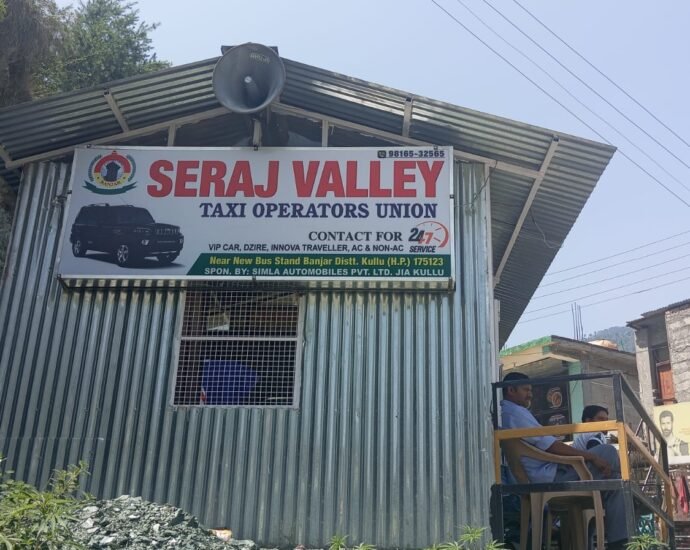 98165-32565
SERAJ VALLEY
TAXI OPERATORS UNION
BANJAR
CONTACT FOR 24/7 SERVICE
VIP CAR, DZIRE, INNOVA TRAVELLER, AC & NON-AC
Near New Bus Stand Banjar Distt. Kullu (H.P.) 175123
SPON. BY: SIMLA AUTOMOBILES PVT. LTD. JIA KULLU